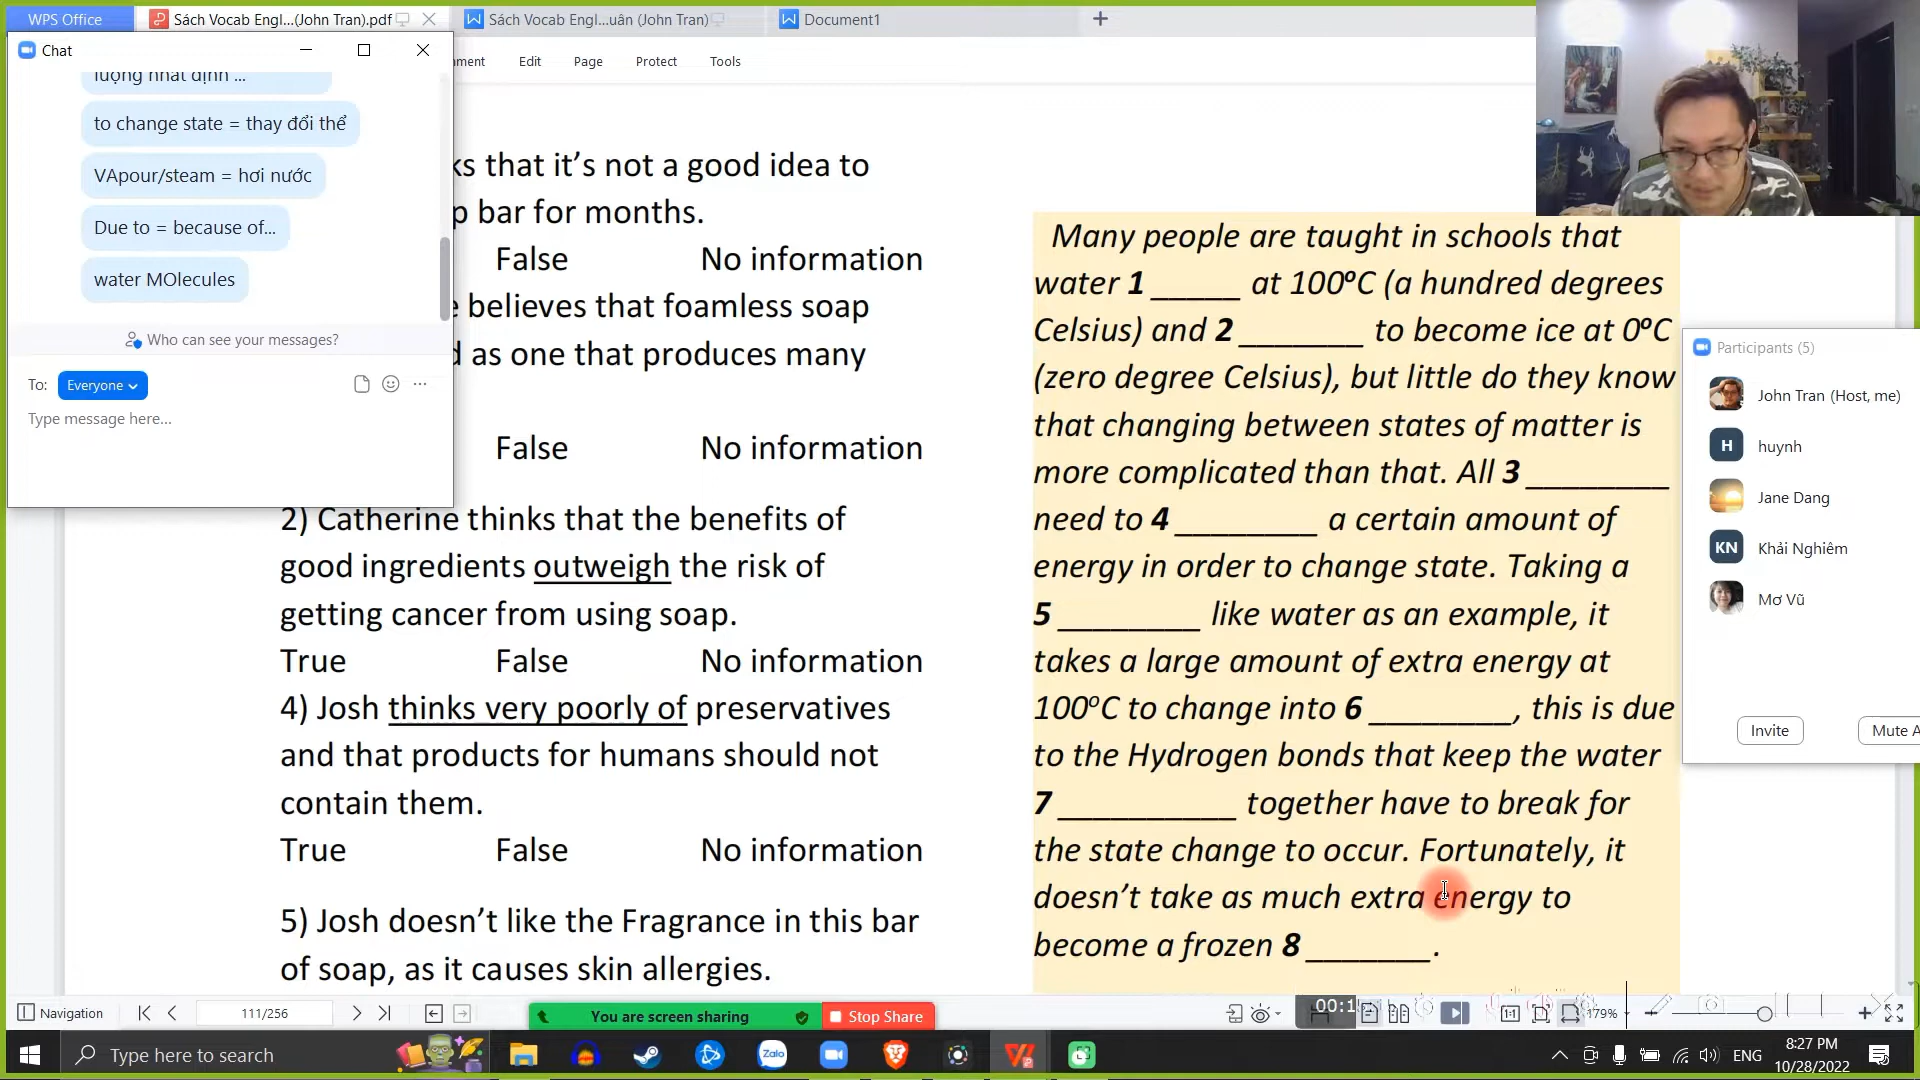 WPS Office
Sách Vocab Engl...(John Tran).pdf
Sách Vocab Engl...uân (John Tran)
Document1
Chat
lượng nhất định ...
to change state = thay đổi thể
VApour/steam = hơi nước
Due to = because of...
water MOlecules
Who can see your messages?
To: Everyone
Type message here...
ment Edit Page Protect Tools
ks that it’s not a good idea to
p bar for months.
False No information
e believes that foamless soap
d as one that produces many
False No information
2) Catherine thinks that the benefits of
good ingredients outweigh the risk of
getting cancer from using soap.
True False No information
4) Josh thinks very poorly of preservatives
and that products for humans should not
contain them.
True False No information
5) Josh doesn’t like the Fragrance in this bar
of soap, as it causes skin allergies.
Many people are taught in schools that
water 1 _____ at 100ºC (a hundred degrees
Celsius) and 2 _______ to become ice at 0ºC
(zero degree Celsius), but little do they know
that changing between states of matter is
more complicated than that. All 3 ________
need to 4 ________ a certain amount of
energy in order to change state. Taking a
5 ________ like water as an example, it
takes a large amount of extra energy at
100ºC to change into 6 ________, this is due
to the Hydrogen bonds that keep the water
7 __________ together have to break for
the state change to occur. Fortunately, it
doesn’t take as much extra energy to
become a frozen 8 _______.
Participants (5)
John Tran (Host, me)
H huynh
Jane Dang
KN Khải Nghiêm
Mơ Vũ
Invite Mute A
Navigation 111/256
You are screen sharing Stop Share
00:1
179%
Type here to search
Zalo
ENG
8:27 PM
10/28/2022